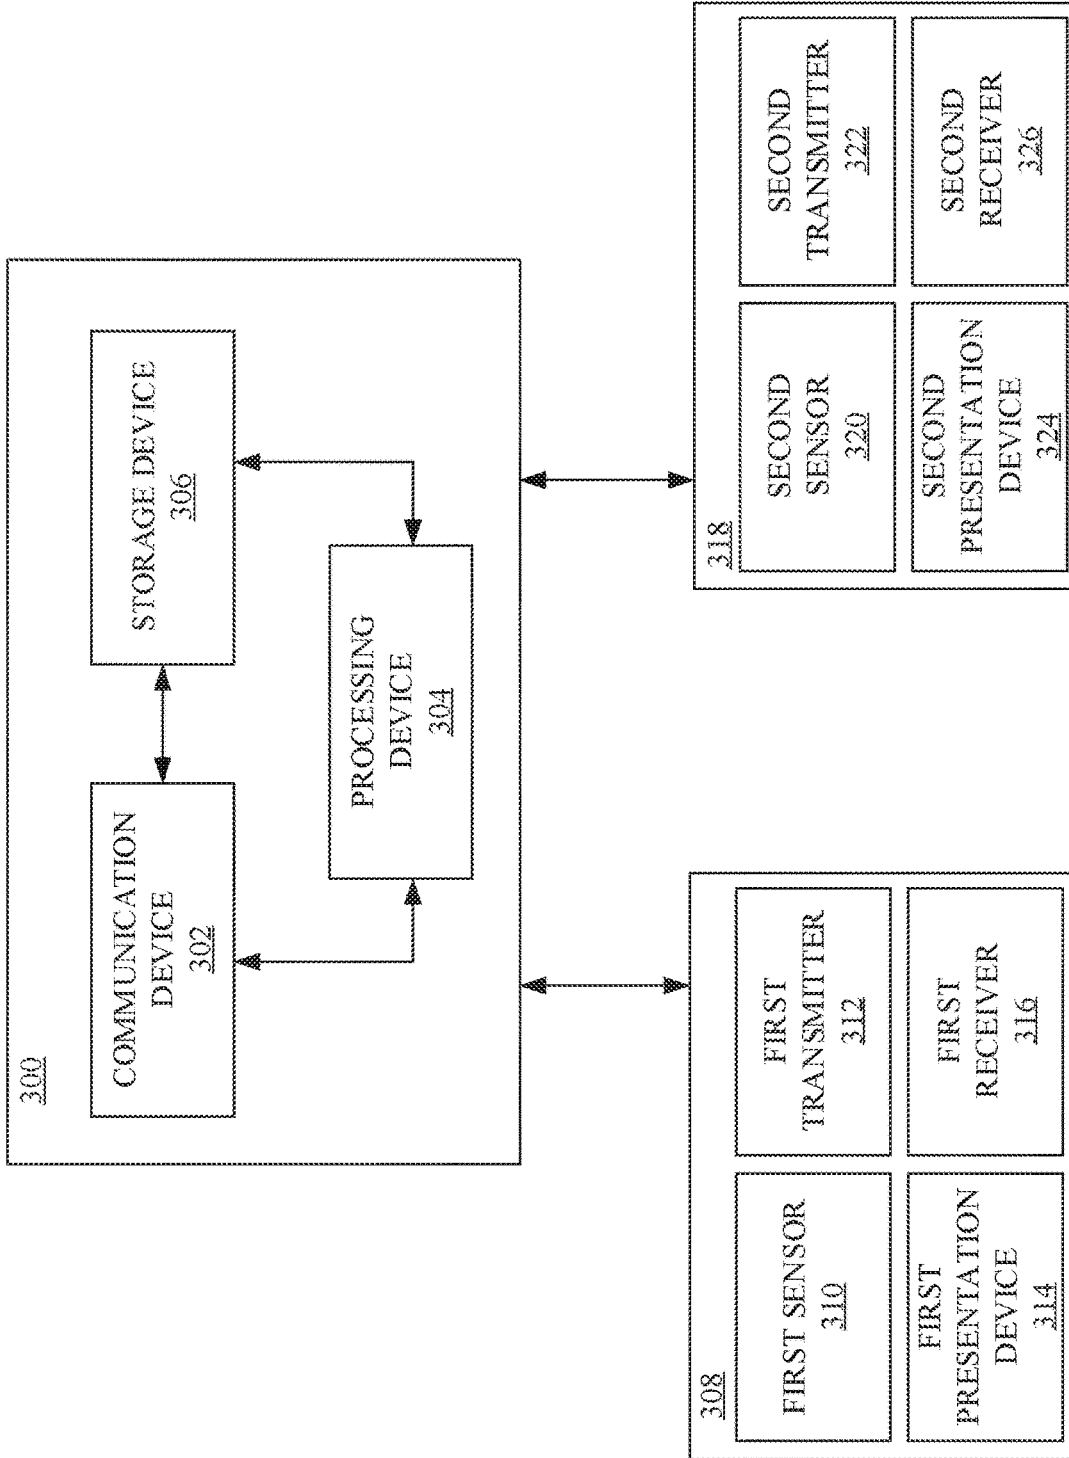 300
COMMUNICATION
DEVICE
302
STORAGE DEVICE
306
PROCESSING
DEVICE
304
308
FIRST SENSOR
310
FIRST
TRANSMITTER
312
FIRST
PRESENTATION
DEVICE
314
FIRST
RECEIVER
316
318
SECOND
SENSOR
320
SECOND
TRANSMITTER
322
SECOND
PRESENTATION
DEVICE
324
SECOND
RECEIVER
326